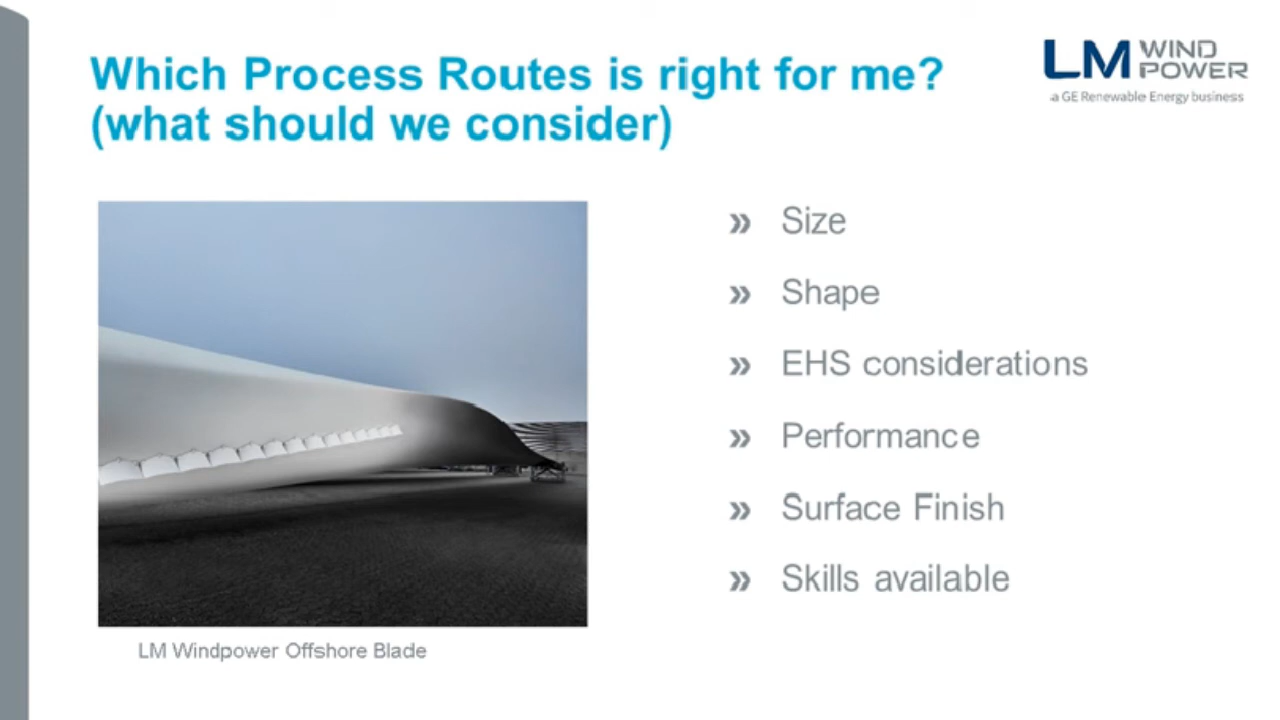 Which Process Routes is right for me?
(what should we consider)
LM WIND POWER
a GE Renewable Energy business
» Size
» Shape
» EHS considerations
» Performance
» Surface Finish
» Skills available
LM Windpower Offshore Blade